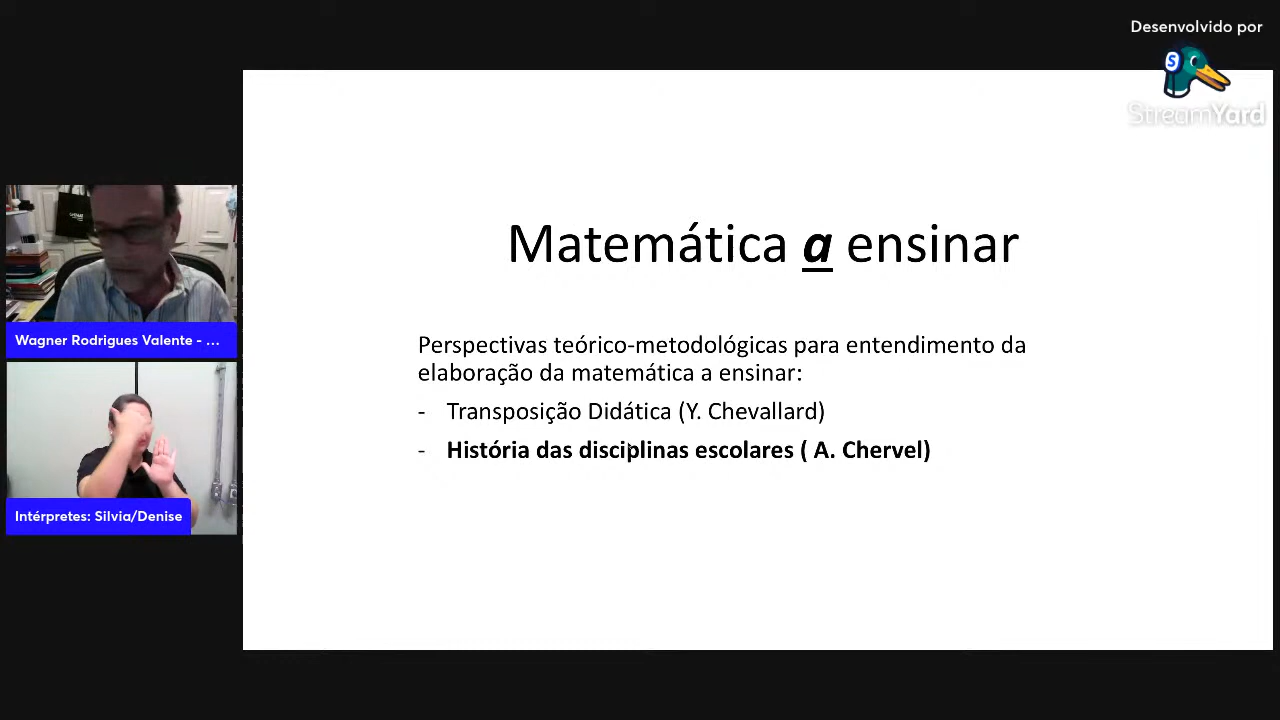 Desenvolvido por
StreamYard
Matemática a ensinar
Perspectivas teórico-metodológicas para entendimento da
elaboração da matemática a ensinar:
- Transposição Didática (Y. Chevallard)
- História das disciplinas escolares ( A. Chervel)
Wagner Rodrigues Valente - ...
Intérpretes: Silvia/Denise